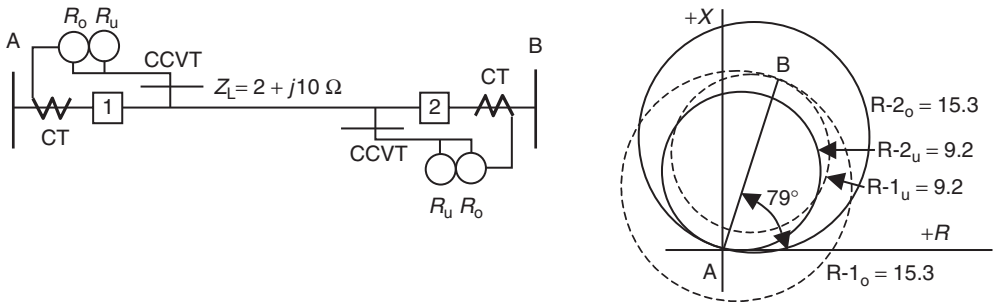 A
Rₒ Rᵤ
CCVT
Z_L = 2 + j10 Ω
1
CT
B
CT
2
CCVT
Rᵤ Rₒ
+X
B
R-2ₒ = 15.3
R-2ᵤ = 9.2
R-1ᵤ = 9.2
79°
+R
A
R-1ₒ = 15.3